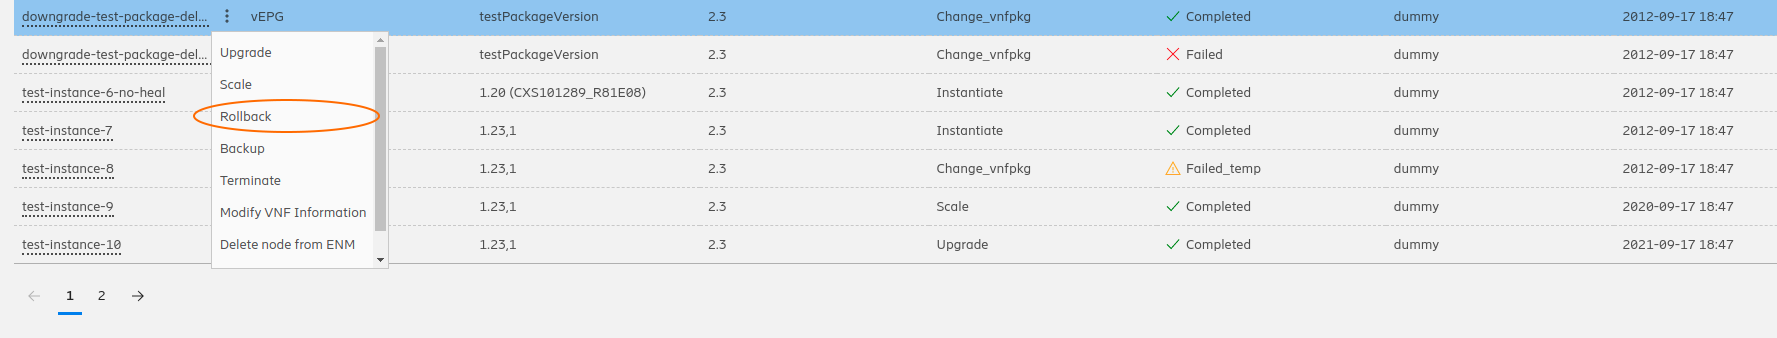 downgrade-test-package-del... vEPG testPackageVersion 2.3 Change_vnfpkg Completed dummy 2012-09-17 18:47
Upgrade
downgrade-test-package-del... testPackageVersion 2.3 Change_vnfpkg Failed dummy 2012-09-17 18:47
Scale
test-instance-6-no-heal 1.20 (CXS101289_R81E08) 2.3 Instantiate Completed dummy 2012-09-17 18:47
Rollback
test-instance-7 1.23,1 2.3 Instantiate Completed dummy 2012-09-17 18:47
Backup
test-instance-8 1.23,1 2.3 Change_vnfpkg Failed_temp dummy 2012-09-17 18:47
Terminate
test-instance-9 1.23,1 2.3 Scale Completed dummy 2020-09-17 18:47
Modify VNF Information
test-instance-10 1.23,1 2.3 Upgrade Completed dummy 2021-09-17 18:47
Delete node from ENM
1 2